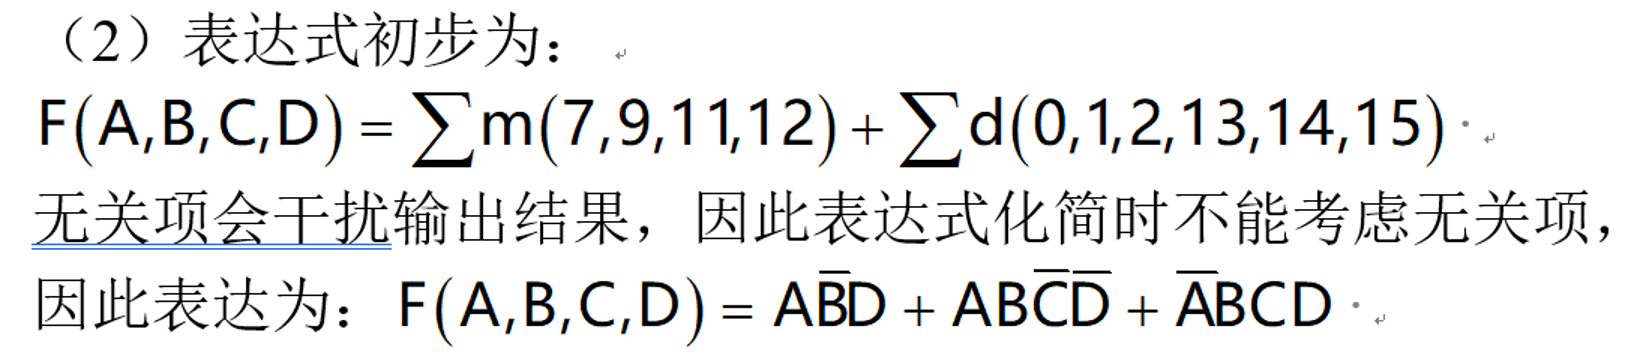 （2）表达式初步为：
F(A,B,C,D) = ∑m(7,9,11,12) + ∑d(0,1,2,13,14,15)
无关项会干扰输出结果，因此表达式化简时不能考虑无关项，
因此表达为：F(A,B,C,D) = AB̅D + ABC̅D̅ + A̅BCD